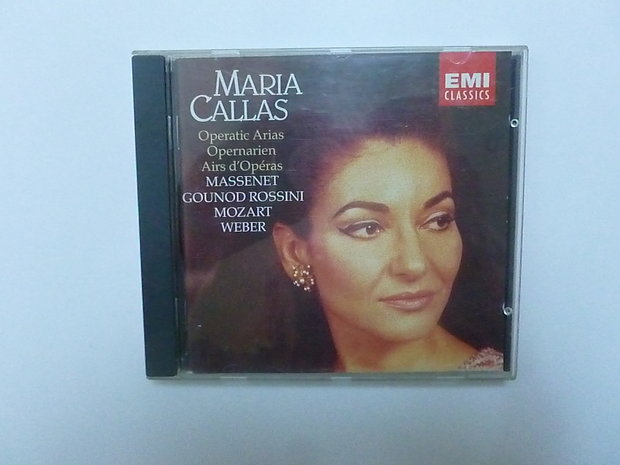 MARIA
CALLAS
Operatic Arias
Opernarien
Airs d'Opéras
MASSENET
GOUNOD ROSSINI
MOZART
WEBER
EMI
CLASSICS